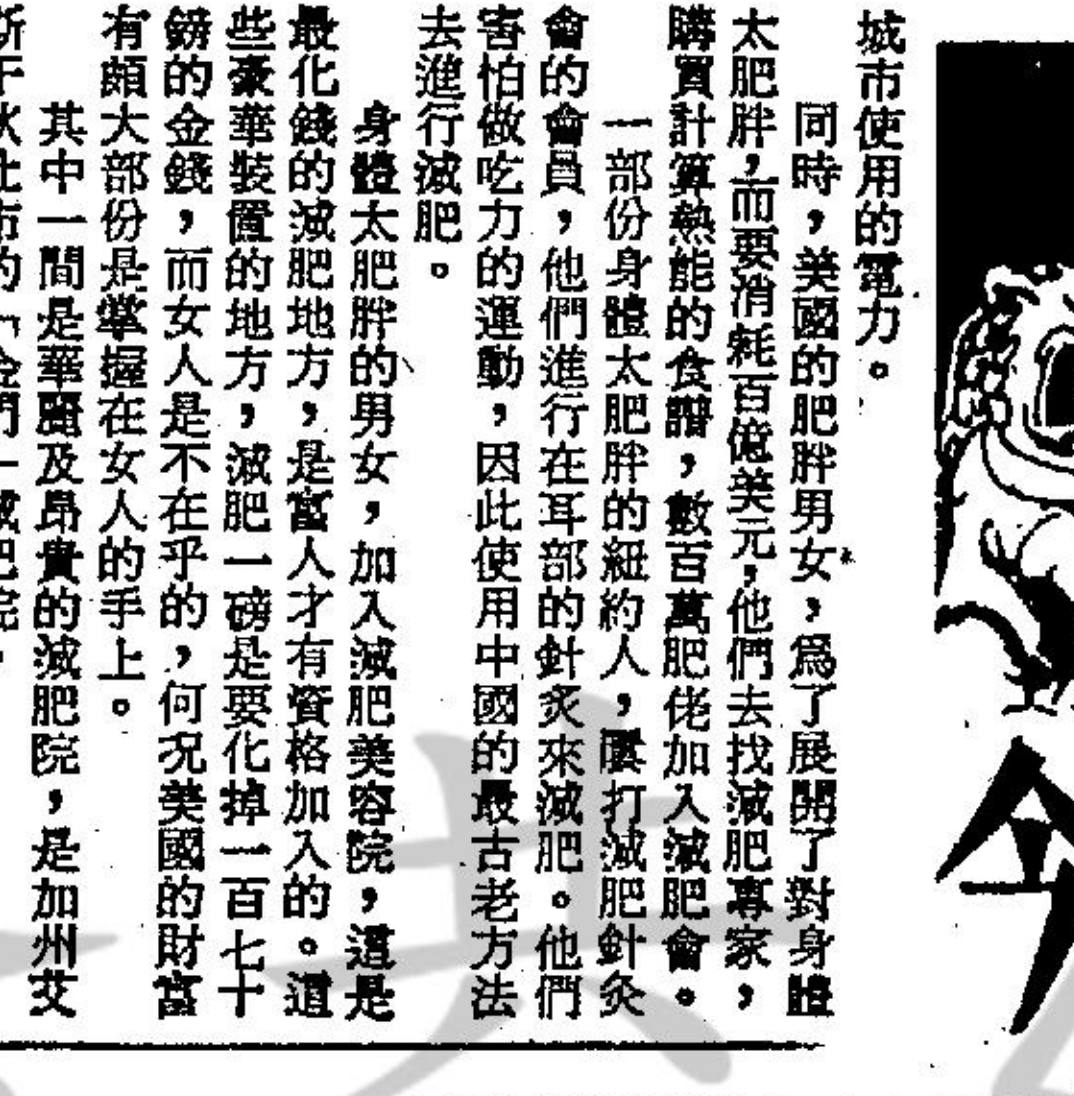 城市使用的電力。
同時，美國的肥胖男女，爲了展開了對身體
太肥胖，而要消耗百億美元，他們去找減肥專家，
購買計算熱能的食譜，數百萬肥佬加入減肥會。
一部份身體太肥胖的紐約人，屬打減肥針灸
會的會員，他們進行在耳部的針炙來減肥。他們
害怕做吃力的運動，因此使用中國的最古老方法
去進行減肥。
身體太肥胖的男女，加入減肥美容院，這是
最化錢的減肥地方，是富人才有資格加入的。這
些豪華裝置的地方，減肥一磅是要化掉一百七十
鎊的金錢，而女人是不在乎的，何況美國的財富
有頗大部份是掌握在女人的手上。
其中一間是華麗及昂貴的減肥院，是加州艾
市的「金門」減肥院，
今
共